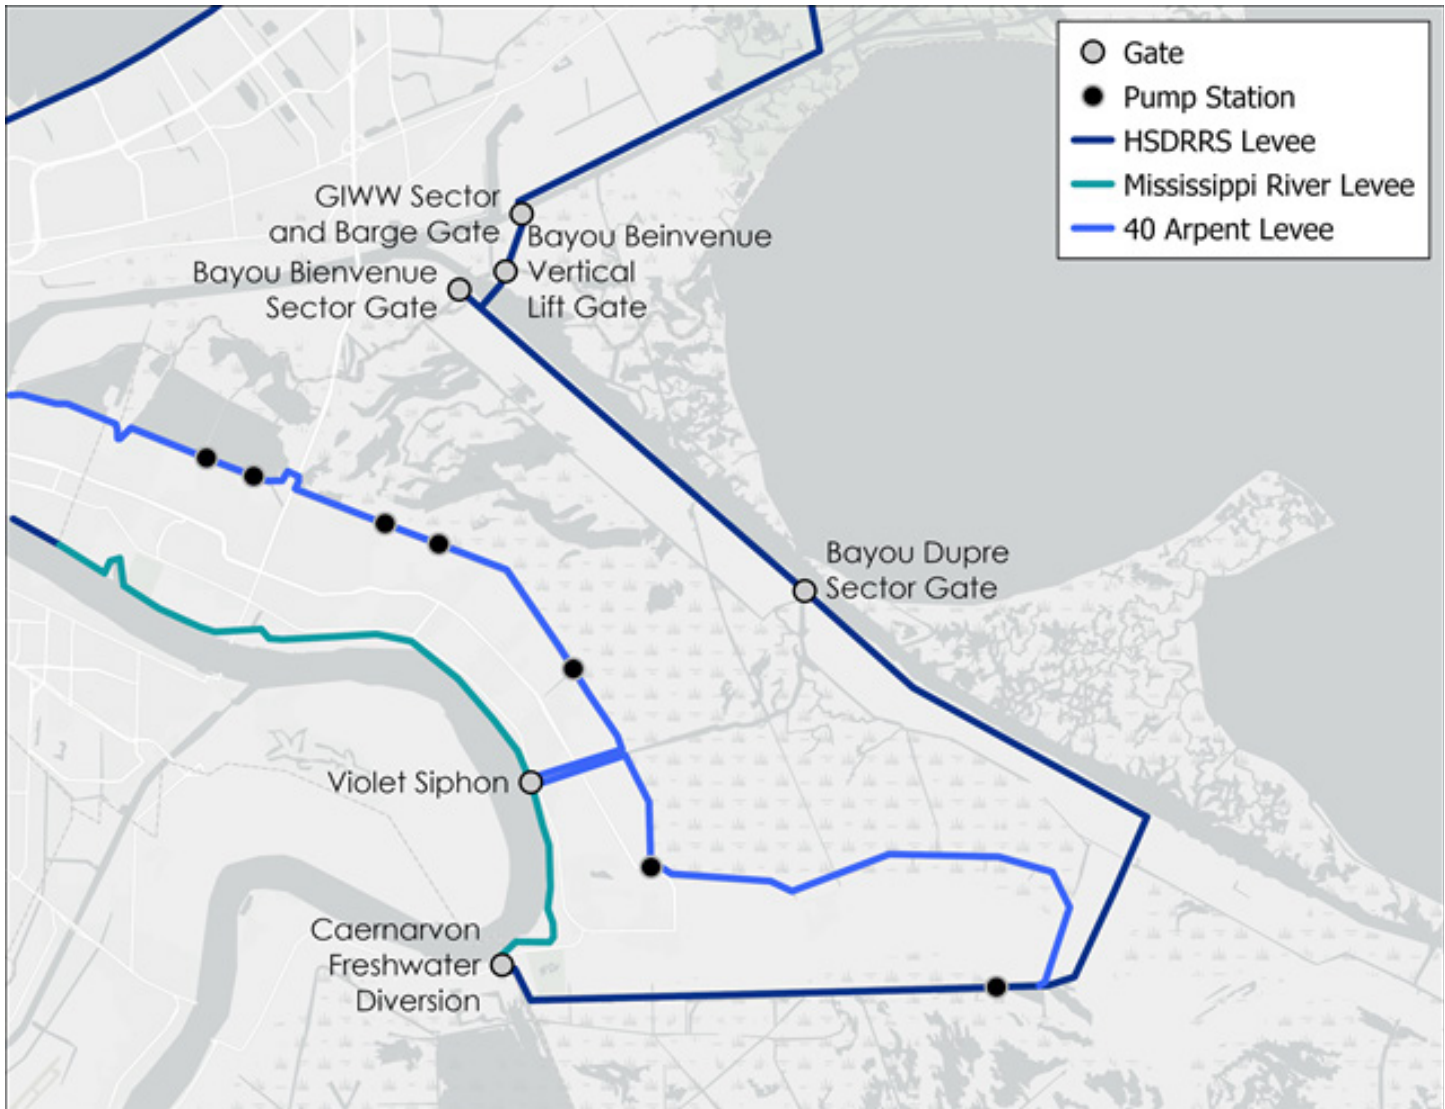 Gate
Pump Station
HSDRRS Levee
Mississippi River Levee
40 Arpent Levee
GIWW Sector
and Barge Gate
Bayou Beinvenue
Vertical
Lift Gate
Bayou Bienvenue
Sector Gate
Bayou Dupre
Sector Gate
Violet Siphon
Caernarvon
Freshwater
Diversion